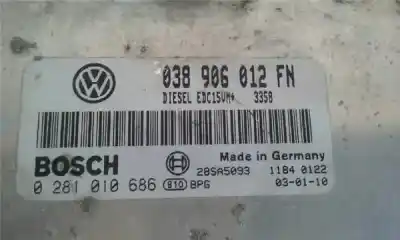 038 906 012 FN
DIESEL EDC15VM+ 3358
BOSCH
Made in Germany
28SA5093 1184 0122
0 281 010 686 810 BPG 03-01-10